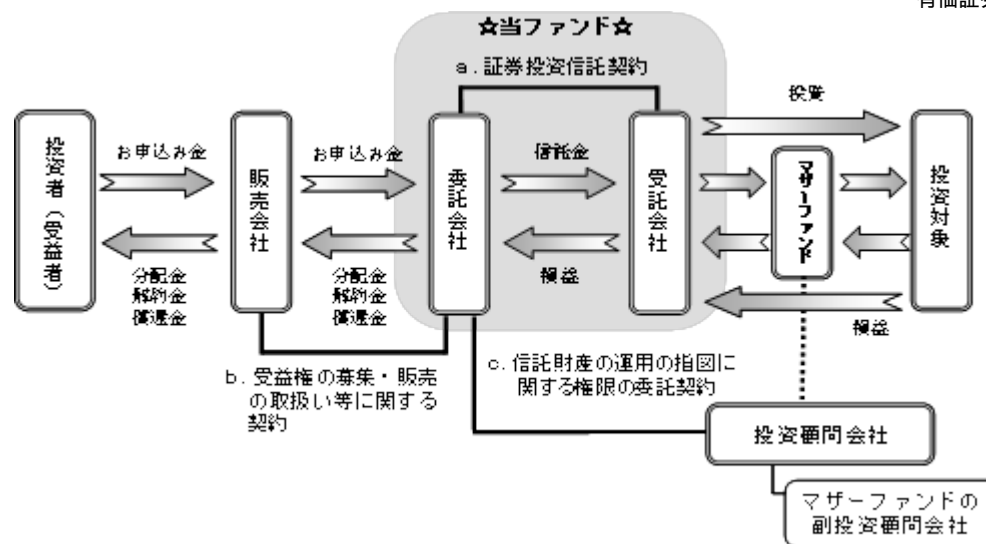 有価証券
☆当ファンド☆
a.証券投資信託契約
投資
投資者(受益者)
お申込み金
販売会社
お申込み金
委託会社
信託金
受託会社
マザーファンド
投資対象
分配金
解約金
償還金
分配金
解約金
償還金
損益
損益
b.受益権の募集・販売
の取扱い等に関する
契約
c.信託財産の運用の指図に
関する権限の委託契約
投資顧問会社
マザーファンドの
副投資顧問会社